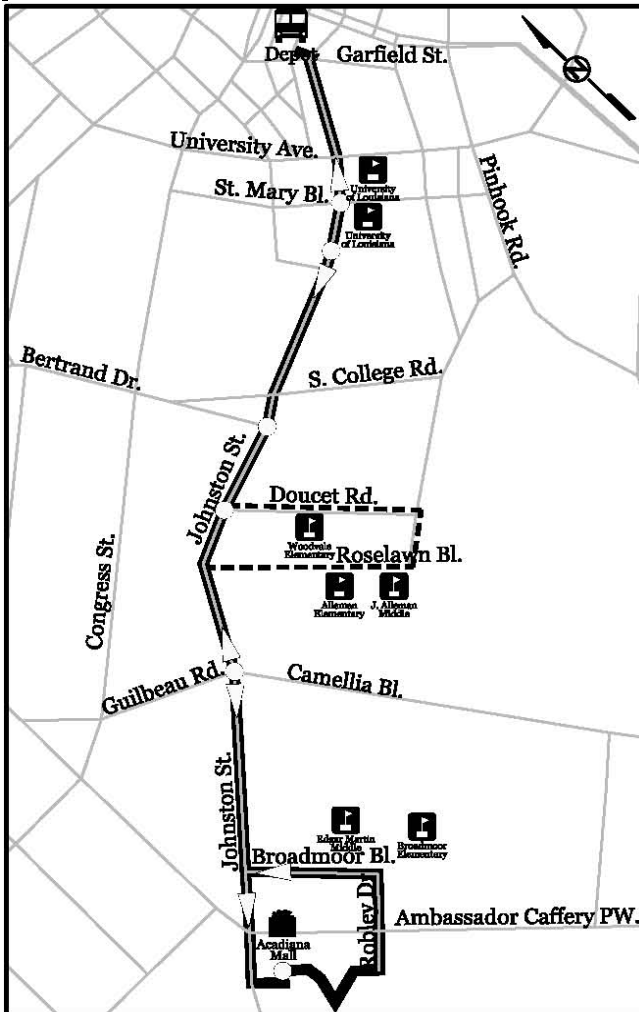 Depot
Garfield St.
N
University Ave.
University
of Louisiana
St. Mary Bl.
University
of Louisiana
Pinhook Rd.
Bertrand Dr.
S. College Rd.
Johnston St.
Doucet Rd.
Woodvale
Elementary
Roselawn Bl.
Alleman
Elementary
J. Alleman
Middle
Congress St.
Guilbeau Rd.
Camellia Bl.
Johnston St.
Edgar Martin
Middle
Broadmoor
Elementary
Broadmoor Bl.
Robley Dr.
Ambassador Caffery PW.
Acadiana
Mall